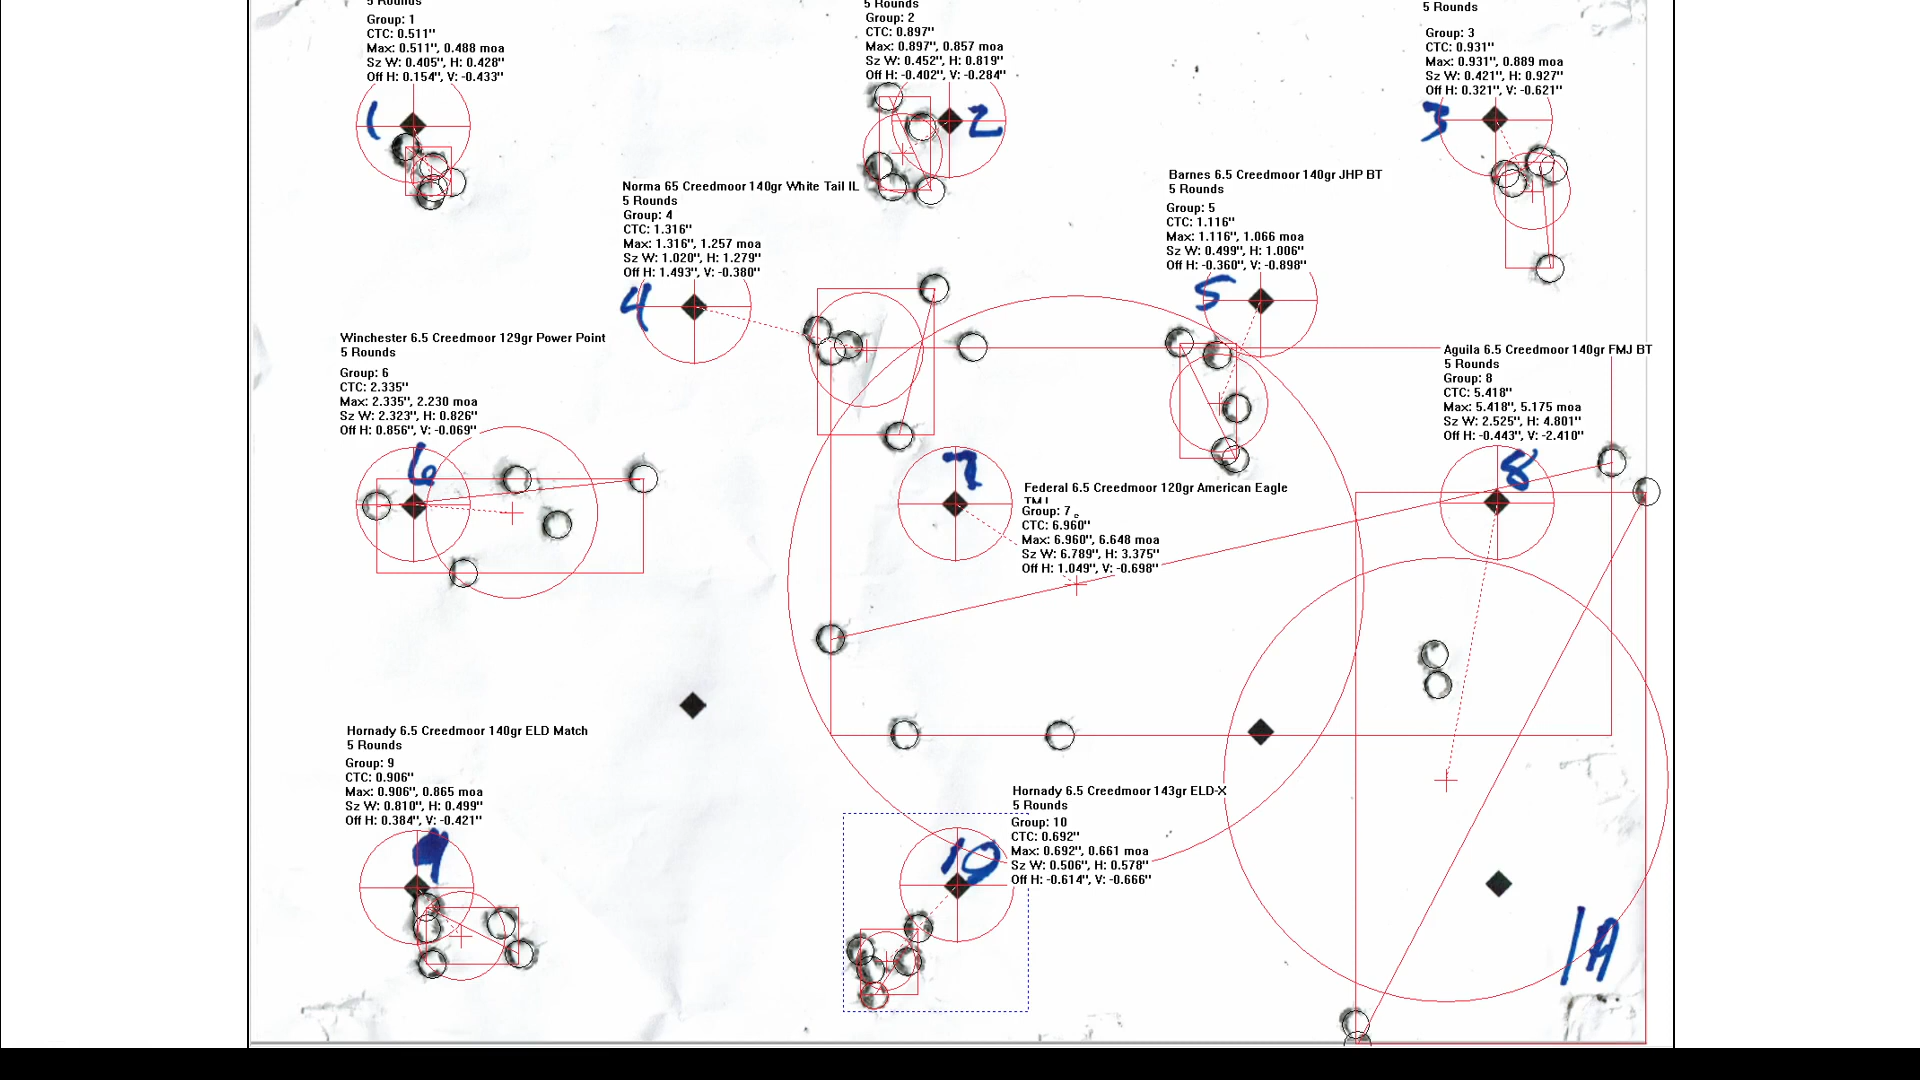 5 Rounds
Group: 1
CTC: 0.511"
Max: 0.511", 0.488 moa
Sz W: 0.405", H: 0.428"
Off H: 0.154", V: -0.433"
1
5 Rounds
Group: 2
CTC: 0.897"
Max: 0.897", 0.857 moa
Sz W: 0.452", H: 0.819"
Off H: -0.402", V: -0.284"
2
5 Rounds
Group: 3
CTC: 0.931"
Max: 0.931", 0.889 moa
Sz W: 0.421", H: 0.927"
Off H: 0.321", V: -0.621"
3
Norma 65 Creedmoor 140gr White Tail IL
5 Rounds
Group: 4
CTC: 1.316"
Max: 1.316", 1.257 moa
Sz W: 1.020", H: 1.279"
Off H: 1.493", V: -0.380"
4
Barnes 6.5 Creedmoor 140gr JHP BT
5 Rounds
Group: 5
CTC: 1.116"
Max: 1.116", 1.066 moa
Sz W: 0.499", H: 1.006"
Off H: -0.360", V: -0.898"
5
Winchester 6.5 Creedmoor 129gr Power Point
5 Rounds
Group: 6
CTC: 2.335"
Max: 2.335", 2.230 moa
Sz W: 2.323", H: 0.826"
Off H: 0.856", V: -0.069"
6
7
Federal 6.5 Creedmoor 120gr American Eagle
TMJ
Group: 7
CTC: 6.960"
Max: 6.960", 6.648 moa
Sz W: 6.789", H: 3.375"
Off H: 1.049", V: -0.698"
Aguila 6.5 Creedmoor 140gr FMJ BT
5 Rounds
Group: 8
CTC: 5.418"
Max: 5.418", 5.175 moa
Sz W: 2.525", H: 4.801"
Off H: -0.443", V: -2.410"
8
Hornady 6.5 Creedmoor 140gr ELD Match
5 Rounds
Group: 9
CTC: 0.906"
Max: 0.906", 0.865 moa
Sz W: 0.810", H: 0.499"
Off H: 0.384", V: -0.421"
9
Hornady 6.5 Creedmoor 143gr ELD-X
5 Rounds
Group: 10
CTC: 0.692"
Max: 0.692", 0.661 moa
Sz W: 0.506", H: 0.578"
Off H: -0.614", V: -0.666"
10
1A